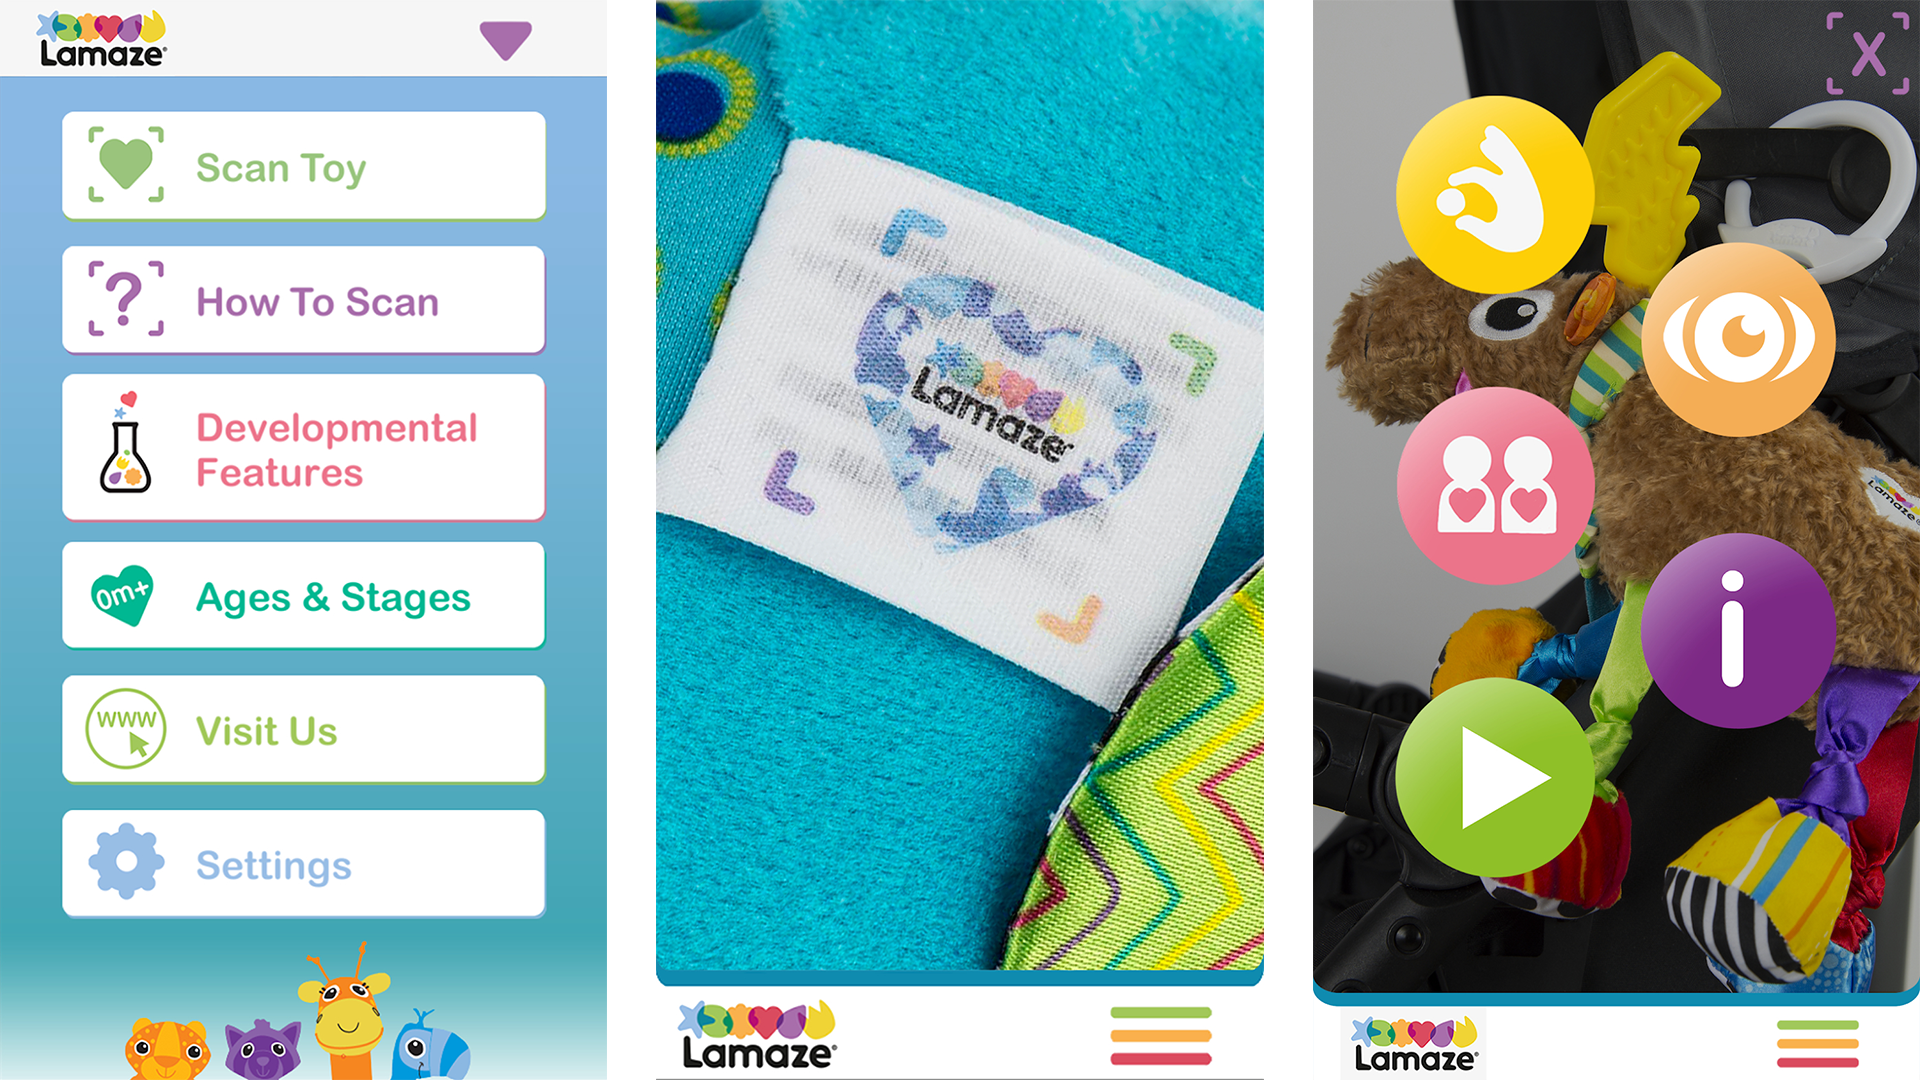 Lamaze
Scan Toy
?
How To Scan
Developmental
Features
0m+
Ages & Stages
www
Visit Us
Settings
Lamaze
Lamaze
X
i
Lamaze
Lamaze